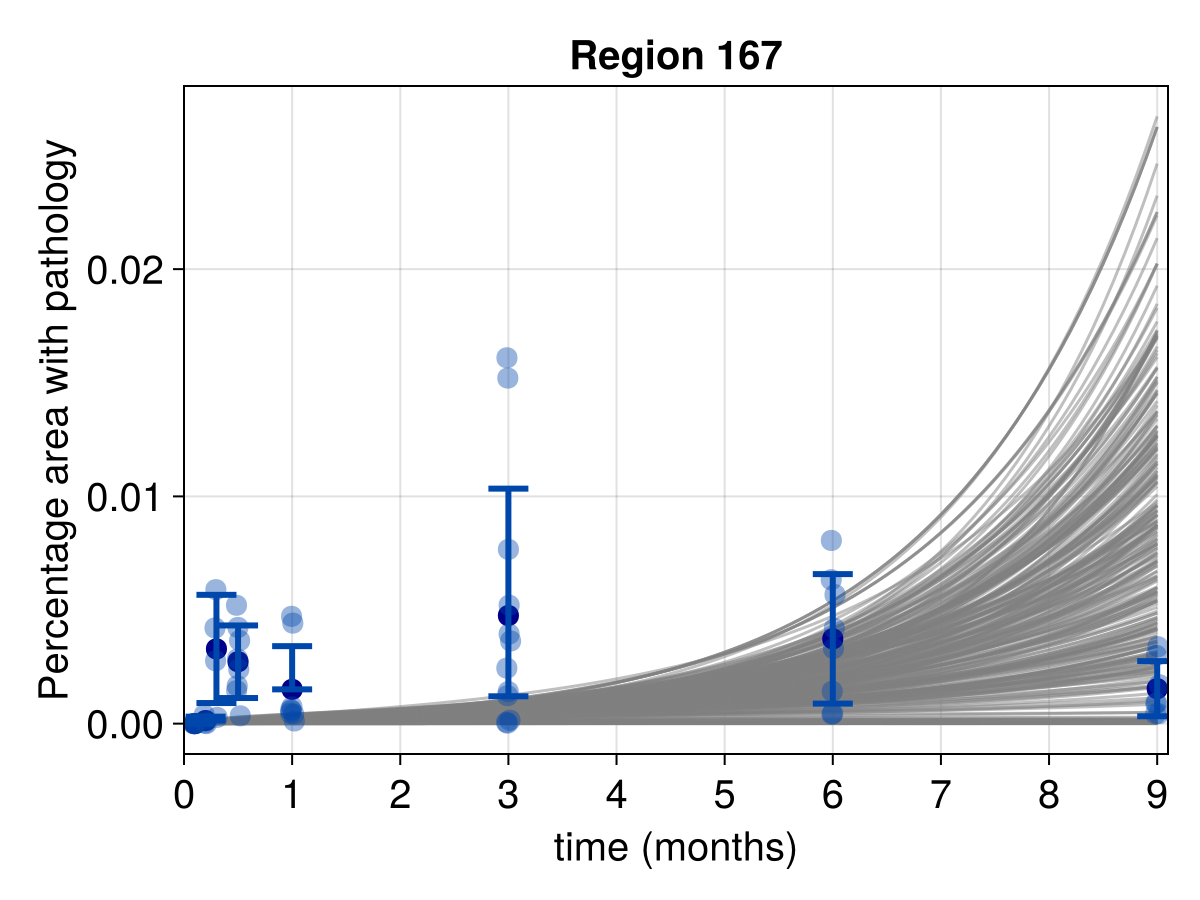 Region 167
Percentage area with pathology
0.02
0.01
0.00
0 1 2 3 4 5 6 7 8 9
time (months)